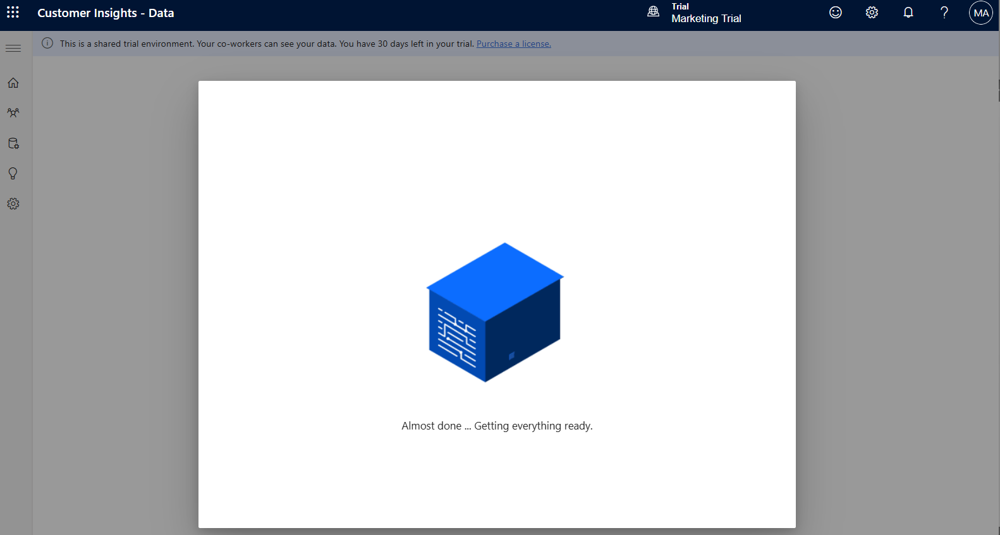 Customer Insights - Data
Trial
Marketing Trial
MA
This is a shared trial environment. Your co-workers can see your data. You have 30 days left in your trial. Purchase a license.
Almost done ... Getting everything ready.